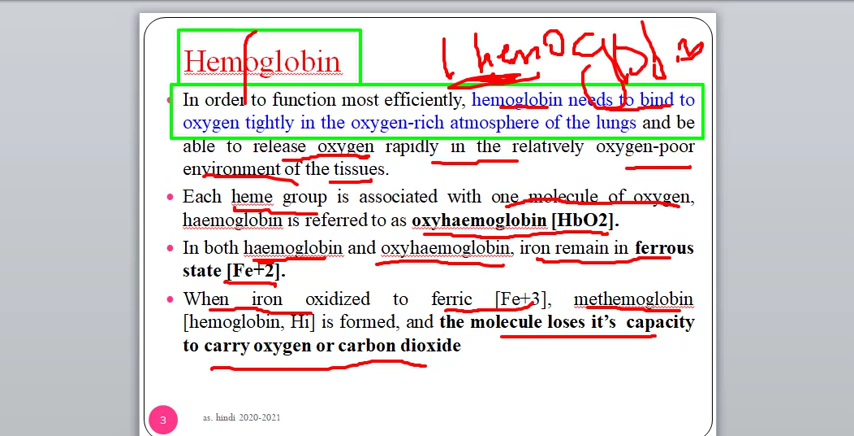 Hemoglobin
In order to function most efficiently, hemoglobin needs to bind to
oxygen tightly in the oxygen-rich atmosphere of the lungs and be
able to release oxygen rapidly in the relatively oxygen-poor
environment of the tissues.
Each heme group is associated with one molecule of oxygen,
haemoglobin is referred to as oxyhaemoglobin [HbO2].
In both haemoglobin and oxyhaemoglobin, iron remain in ferrous
state [Fe+2].
When iron oxidized to ferric [Fe+3], methemoglobin
[hemoglobin, Hi] is formed, and the molecule loses it's capacity
to carry oxygen or carbon dioxide
3
as. hindi 2020-2021